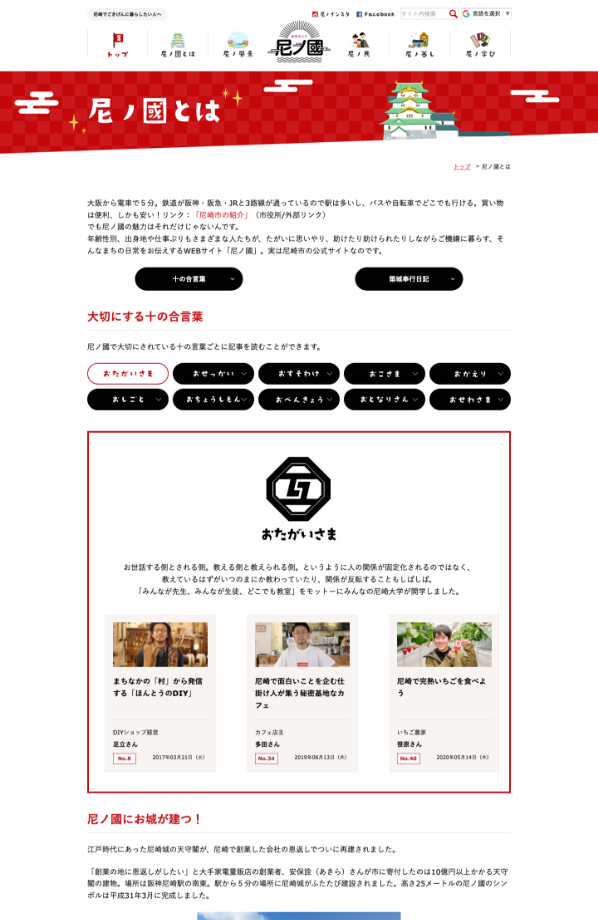 尼崎でごきげんに暮らしたい人へ
尼ノインスタ
Facebook
サイト内検索
言語を選択
トップ
尼ノ國とは
尼ノ風景
尼ノ國
尼ノ民
尼ノ暮し
尼ノ学び
尼ノ國とは
トップ > 尼ノ國とは
大阪から電車で５分。鉄道が阪神・阪急・JRと3路線が通っているので駅は多いし、バスや自転車でどこでも行ける。買い物
は便利、しかも安い！リンク：「尼崎市の紹介」（市役所/外部リンク）
でも尼ノ國の魅力はそれだけじゃないんです。
年齢性別、出身地や仕事ぶりもさまざまな人たちが、たがいに思いやり、助けたり助けられたりしながらご機嫌に暮らす、そ
んなまちの日常をお伝えするWEBサイト「尼ノ國」。実は尼崎市の公式サイトなのです。
十の合言葉
築城奉行日記
大切にする十の合言葉
尼ノ國で大切にされている十の言葉ごとに記事を読むことができます。
おたがいさま
おせっかい
おすそわけ
おこさま
おかえり
おしごと
おちょうしもん
おべんきょう
おとなりさん
おせわさま
おたがいさま
お世話する側とされる側。教える側と教えられる側。というように人の関係が固定化されるのではなく、
教えているはずがいつのまにか教わっていたり、関係が反転することもしばしば。
「みんなが先生、みんなが生徒、どこでも教室」をモットーにみんなの尼崎大学が開学しました。
まちなかの「村」から発信
する「ほんとうのDIY」
DIYショップ経営
足立さん
No.8
2017年03月21日（火）
尼崎で面白いことを企む仕
掛け人が集う秘密基地なカ
フェ
カフェ店主
多田さん
No.34
2019年06月13日（木）
尼崎で完熟いちごを食べよ
う
いちご農家
笹原さん
No.40
2020年05月14日（木）
尼ノ國にお城が建つ！
江戸時代にあった尼崎城の天守閣が、尼崎で創業した会社の恩返しでついに再建されました。
「創業の地に恩返しがしたい」と大手家電量販店の創業者、安保詮（あきら）さんが市に寄付したのは10億円以上かかる天守
閣の建物。場所は阪神尼崎駅の南東。駅から５分の場所に尼崎城がふたたび建設されました。高さ25メートルの尼ノ國のシン
ボルは平成31年3月に完成しました。